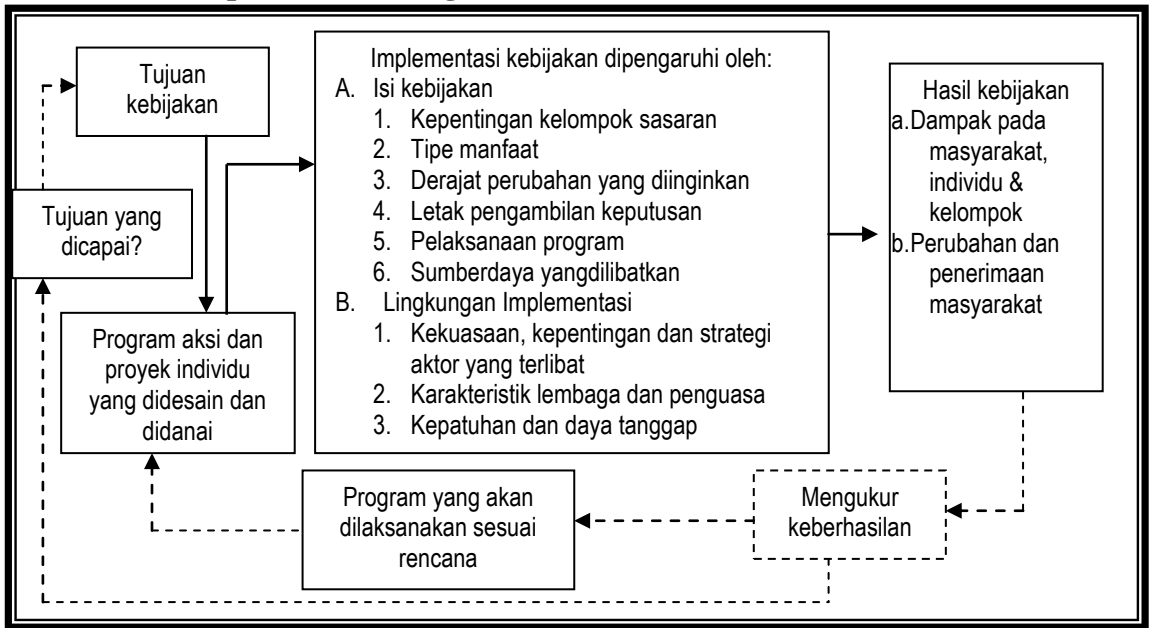 Tujuan
kebijakan
Tujuan yang
dicapai?
Program aksi dan
proyek individu
yang didesain dan
didanai
Implementasi kebijakan dipengaruhi oleh:
A. Isi kebijakan
1. Kepentingan kelompok sasaran
2. Tipe manfaat
3. Derajat perubahan yang diinginkan
4. Letak pengambilan keputusan
5. Pelaksanaan program
6. Sumberdaya yangdilibatkan
B. Lingkungan Implementasi
1. Kekuasaan, kepentingan dan strategi
aktor yang terlibat
2. Karakteristik lembaga dan penguasa
3. Kepatuhan dan daya tanggap
Hasil kebijakan
a.Dampak pada
masyarakat,
individu &
kelompok
b.Perubahan dan
penerimaan
masyarakat
Program yang akan
dilaksanakan sesuai
rencana
Mengukur
keberhasilan